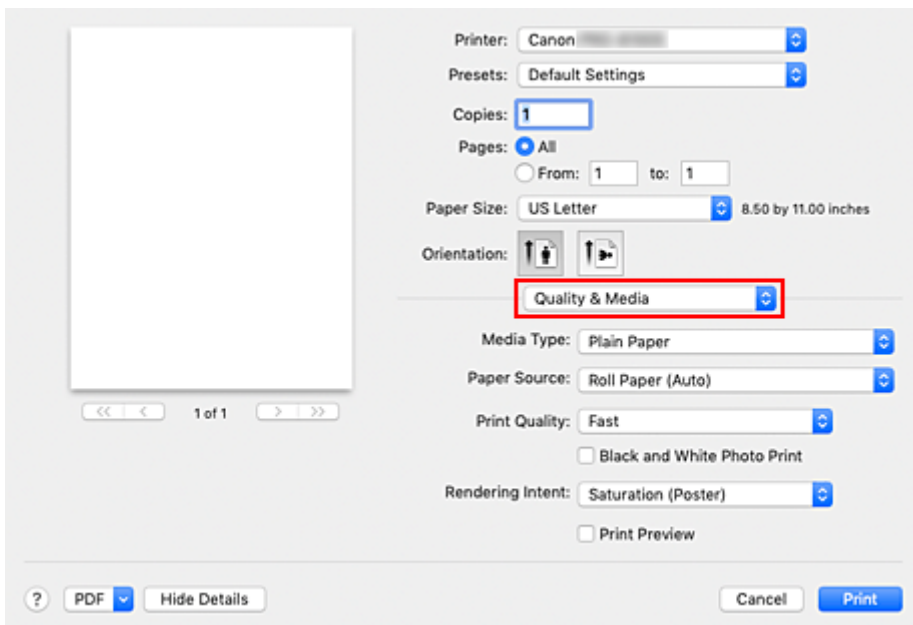 Printer: Canon
Presets: Default Settings
Copies: 1
Pages: All
From: 1 to: 1
Paper Size: US Letter 8.50 by 11.00 inches
Orientation:
Quality & Media
Media Type: Plain Paper
Paper Source: Roll Paper (Auto)
<< < 1 of 1 > >>
Print Quality: Fast
Black and White Photo Print
Rendering Intent: Saturation (Poster)
Print Preview
? PDF Hide Details Cancel Print